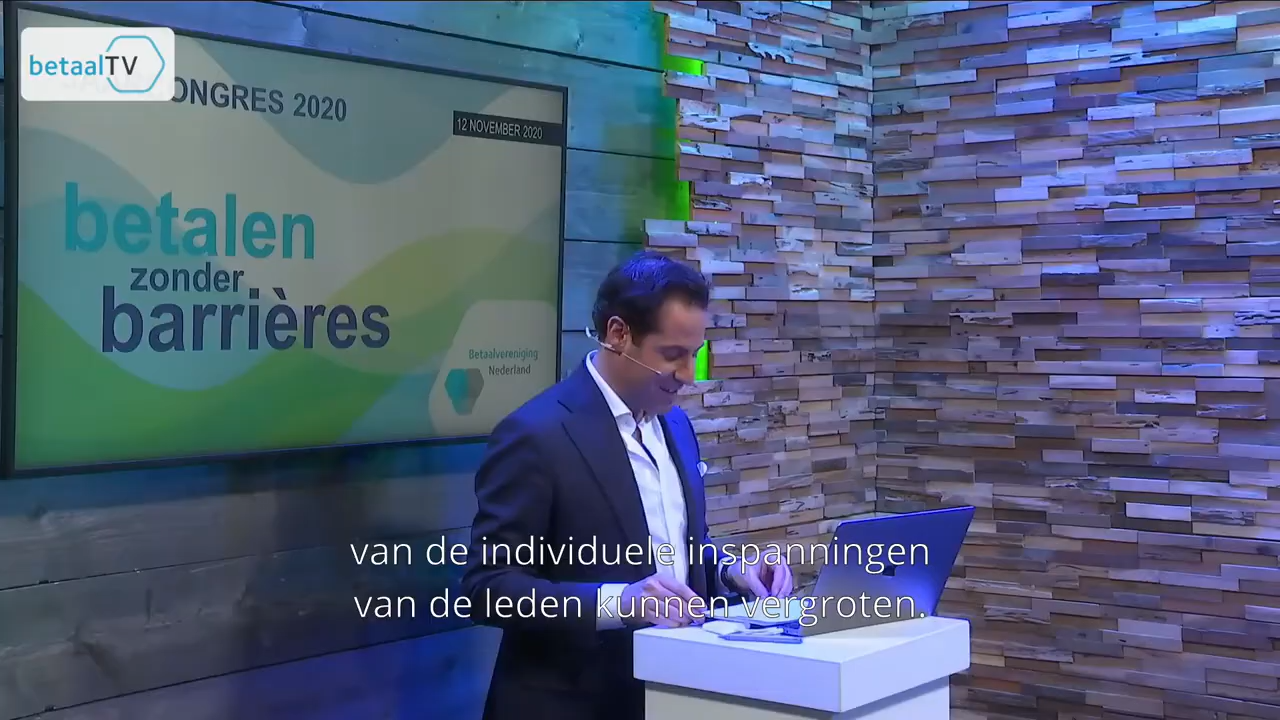 betaalTV
ONGRES 2020
12 NOVEMBER 2020
betalen
zonder
barrières
Betaalvereniging
Nederland
van de individuele inspanningen
van de leden kunnen vergroten.